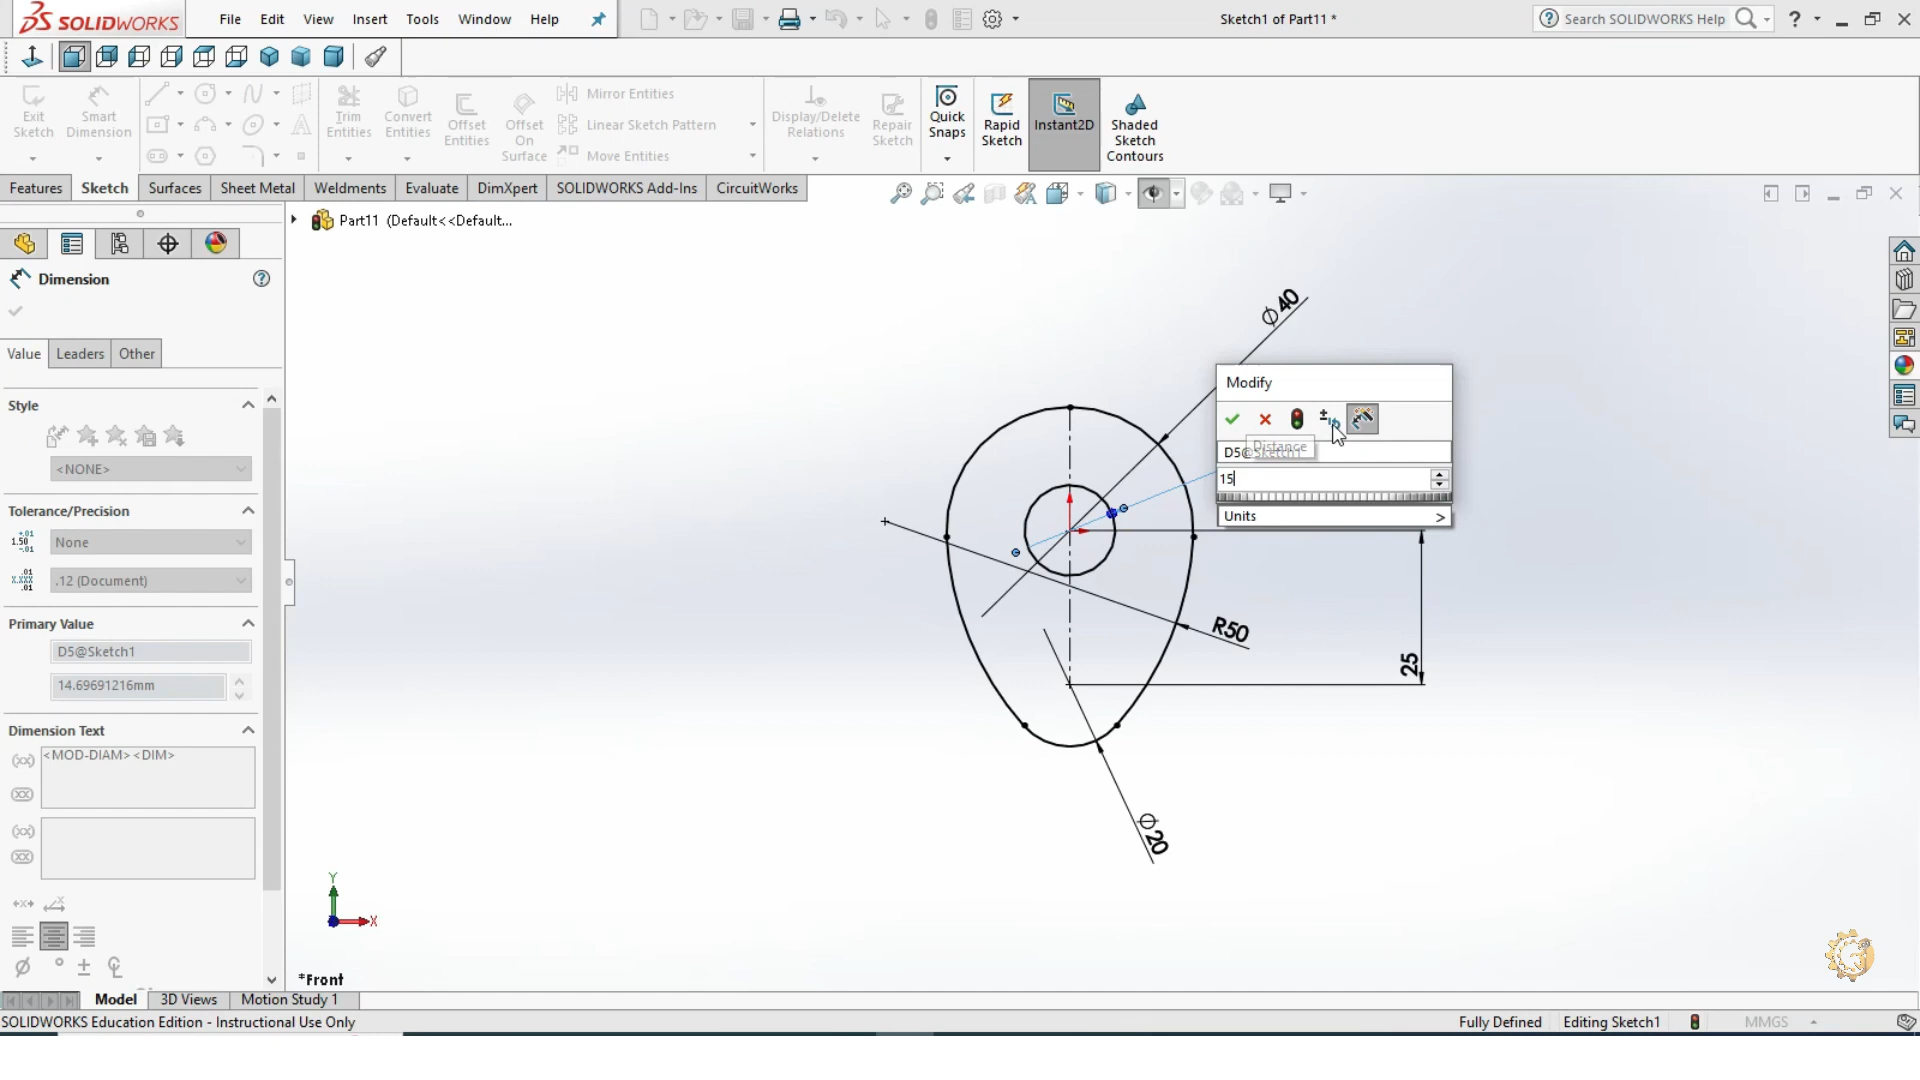 SOLIDWORKS
File Edit View Insert Tools Window Help
Sketch1 of Part11 *
Search SOLIDWORKS Help
?
Exit Sketch
Smart Dimension
Trim Entities
Convert Entities
Offset Entities
Offset On Surface
Mirror Entities
Linear Sketch Pattern
Move Entities
Display/Delete Relations
Repair Sketch
Quick Snaps
Rapid Sketch
Instant2D
Shaded Sketch Contours
Features Sketch Surfaces Sheet Metal Weldments Evaluate DimXpert SOLIDWORKS Add-Ins CircuitWorks
Part11 (Default<<Default...
Dimension
Value Leaders Other
Style
<NONE>
Tolerance/Precision
None
.12 (Document)
Primary Value
D5@Sketch1
14.69691216mm
Dimension Text
<MOD-DIAM><DIM>
Modify
Distance
D5@Sketch1
15
Units >
∅40
R50
25
∅20
Y
X
*Front
Model 3D Views Motion Study 1
SOLIDWORKS Education Edition - Instructional Use Only
Fully Defined Editing Sketch1 MMGS